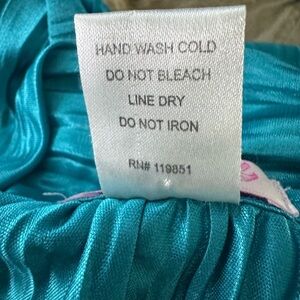 HAND WASH COLD
DO NOT BLEACH
LINE DRY
DO NOT IRON
RN# 119851